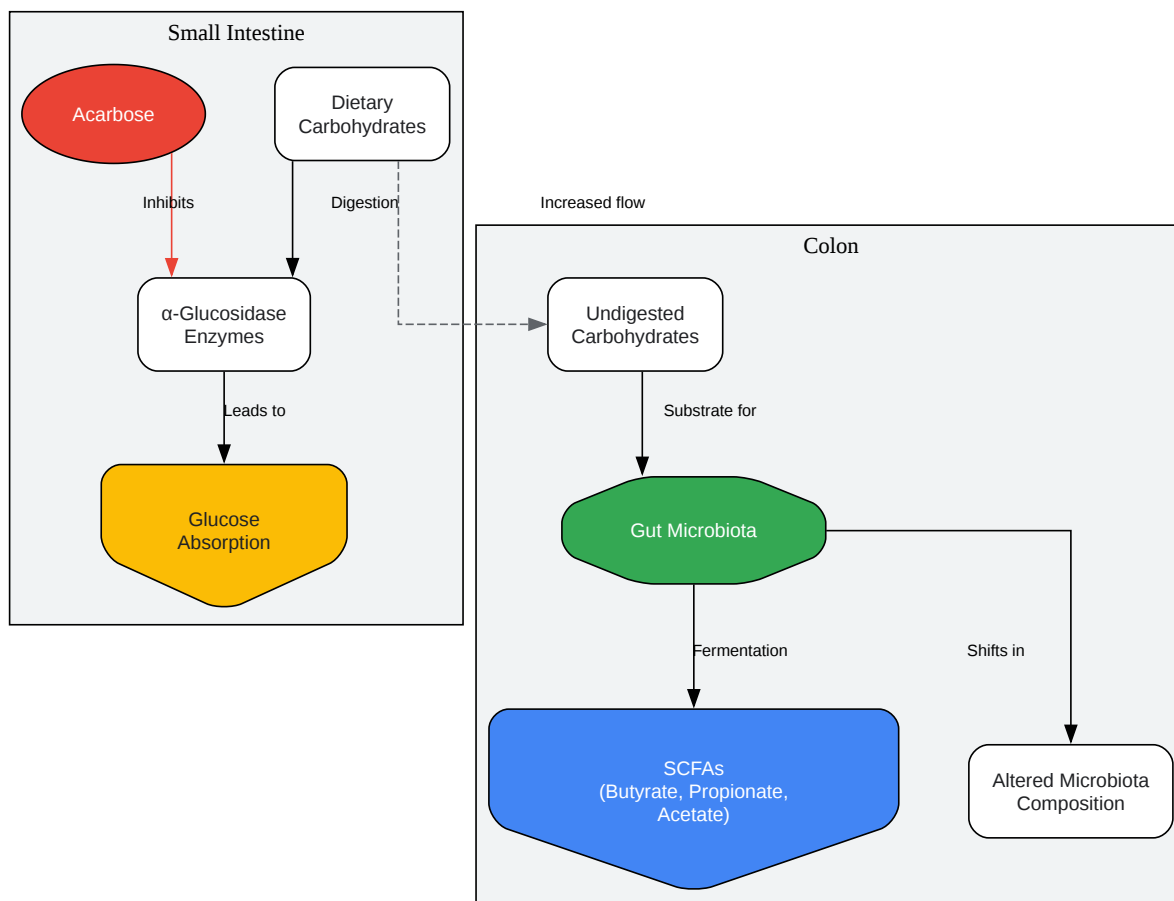 Small Intestine
Acarbose
Dietary
Carbohydrates
Inhibits
Digestion
Increased flow
Colon
α-Glucosidase
Enzymes
Undigested
Carbohydrates
Leads to
Substrate for
Glucose
Absorption
Gut Microbiota
Fermentation
Shifts in
SCFAs
(Butyrate, Propionate,
Acetate)
Altered Microbiota
Composition